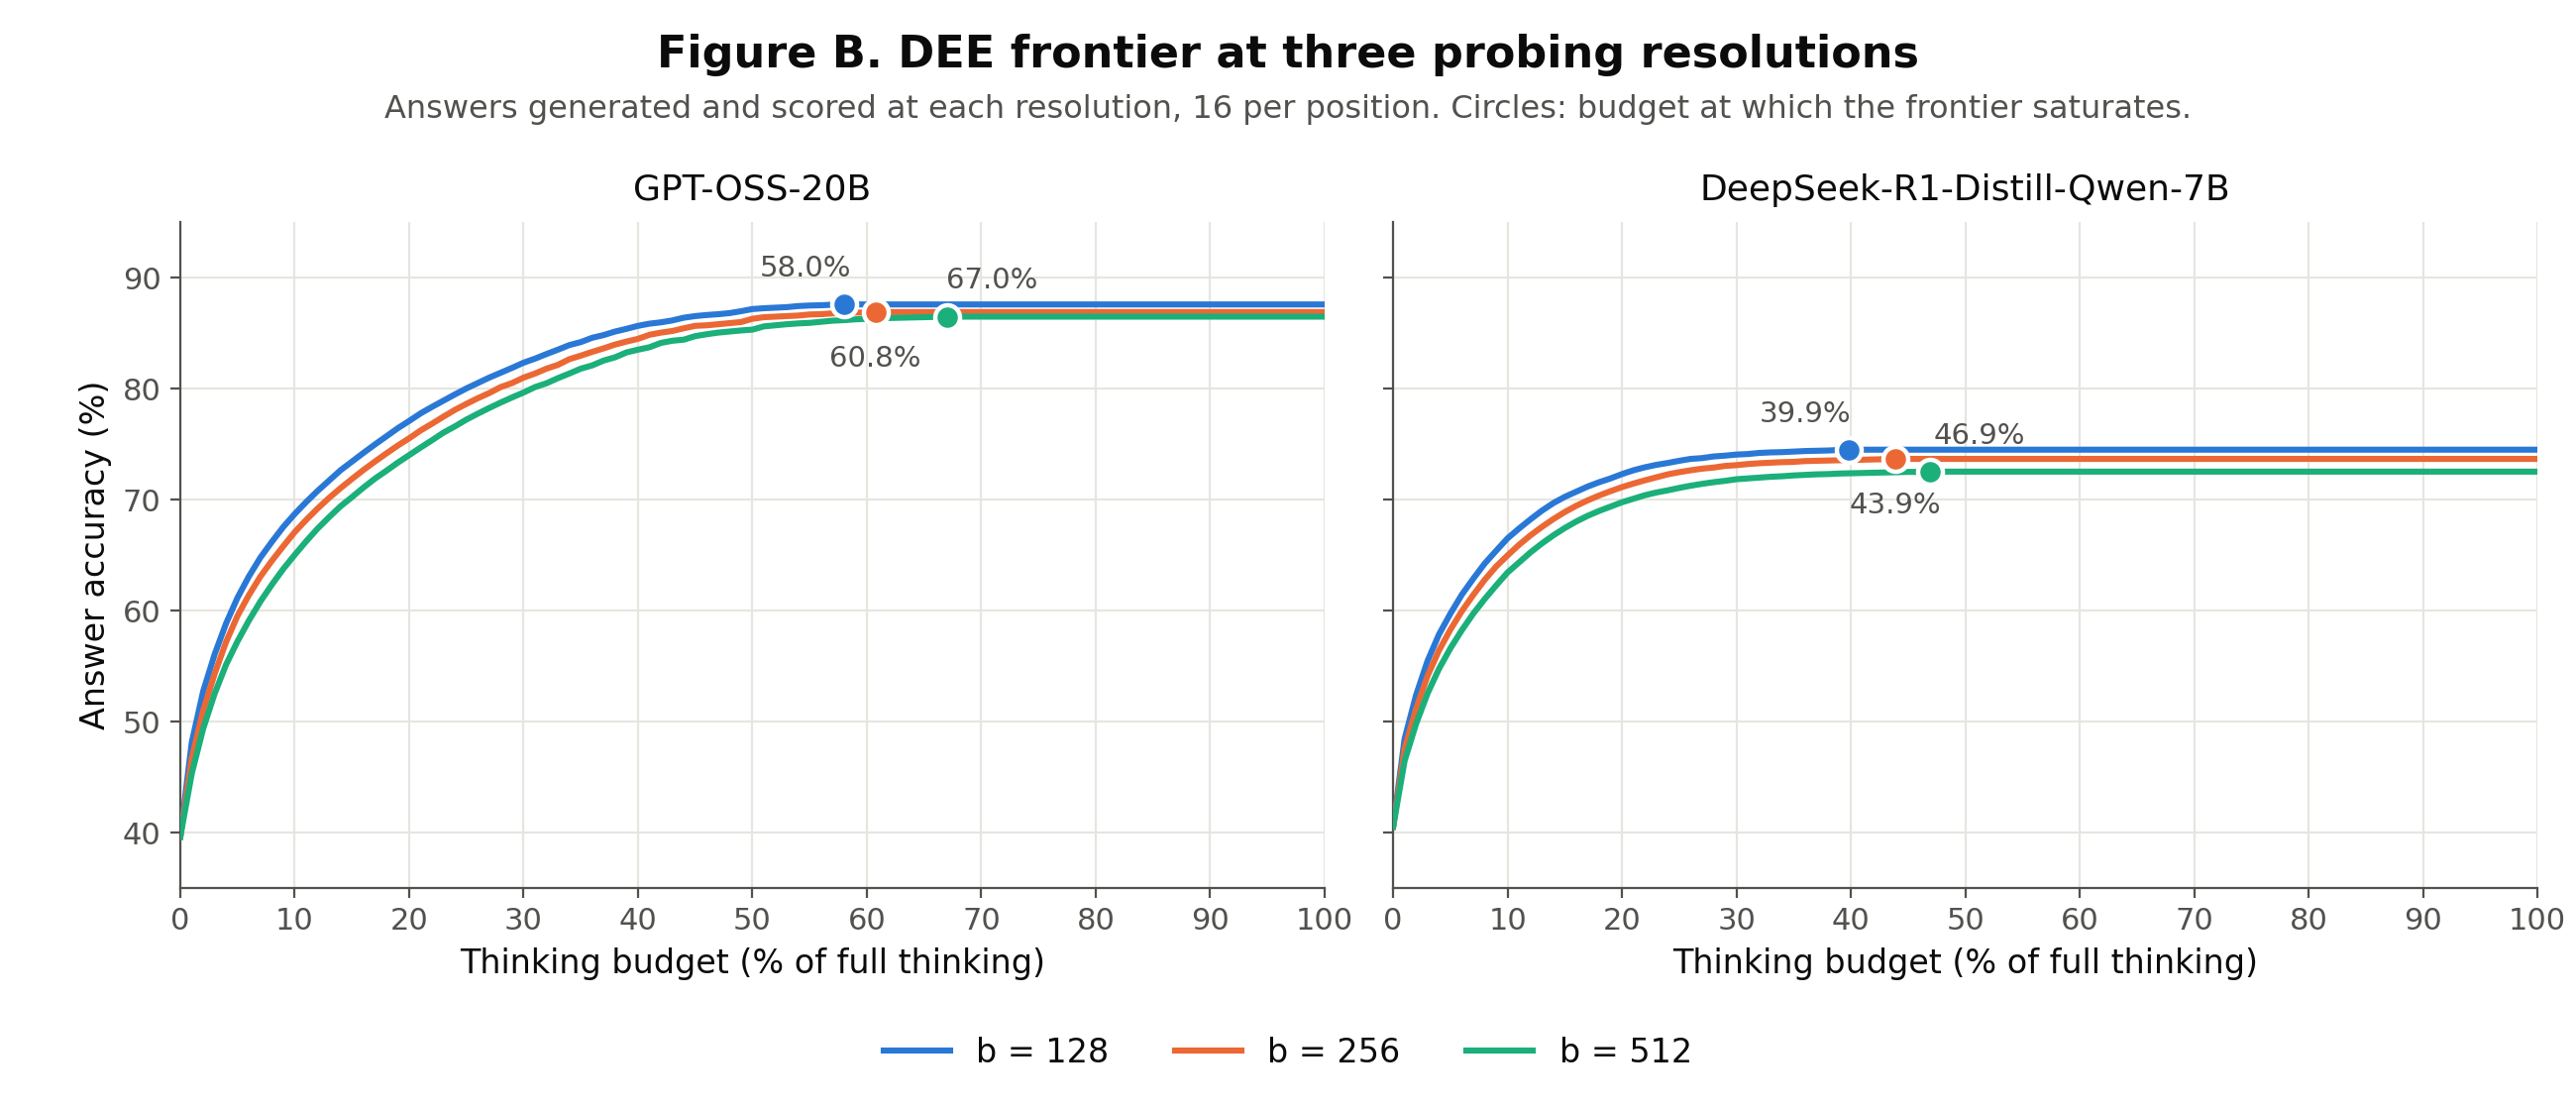 Figure B. DEE frontier at three probing resolutions
Answers generated and scored at each resolution, 16 per position. Circles: budget at which the frontier saturates.
GPT-OSS-20B
DeepSeek-R1-Distill-Qwen-7B
Answer accuracy (%)
90
80
70
60
50
40
58.0%
67.0%
60.8%
39.9%
46.9%
43.9%
0 10 20 30 40 50 60 70 80 90 100
0 10 20 30 40 50 60 70 80 90 100
Thinking budget (% of full thinking)
Thinking budget (% of full thinking)
b = 128
b = 256
b = 512